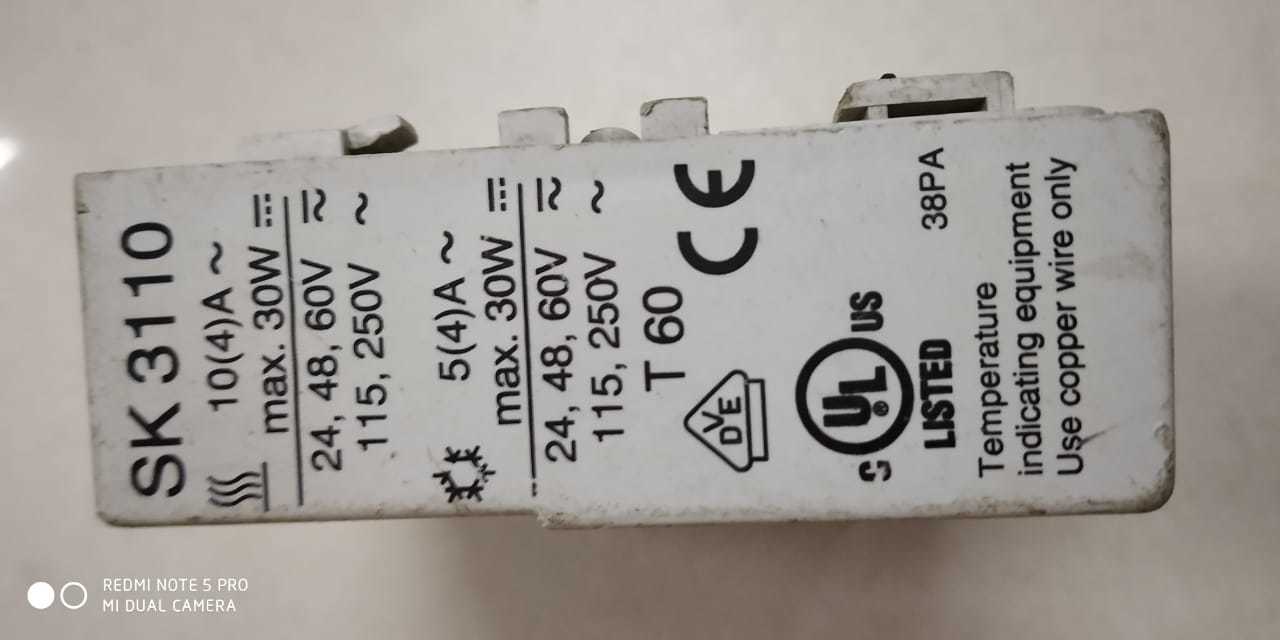 SK 3110
10(4)A ~
max. 30W ⎓
24, 48, 60V ≂
115, 250V ~
5(4)A ~
max. 30W ⎓
24, 48, 60V ≂
115, 250V ~
T 60
DVE
CE
C UL® US
LISTED
38PA
Temperature
indicating equipment
Use copper wire only
REDMI NOTE 5 PRO
MI DUAL CAMERA